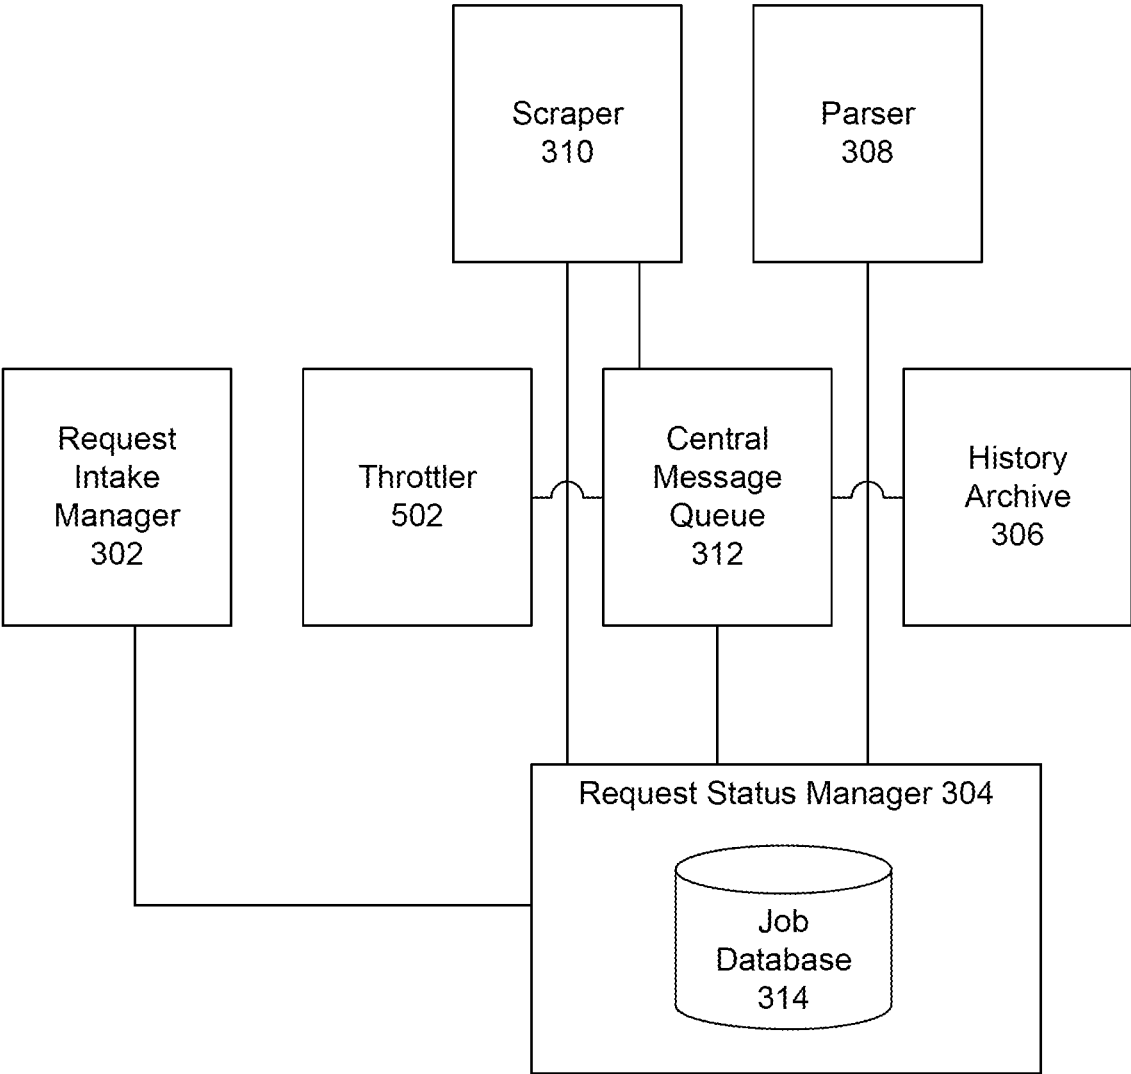 Scraper
310
Parser
308
Request
Intake
Manager
302
Throttler
502
Central
Message
Queue
312
History
Archive
306
Request Status Manager 304
Job
Database
314